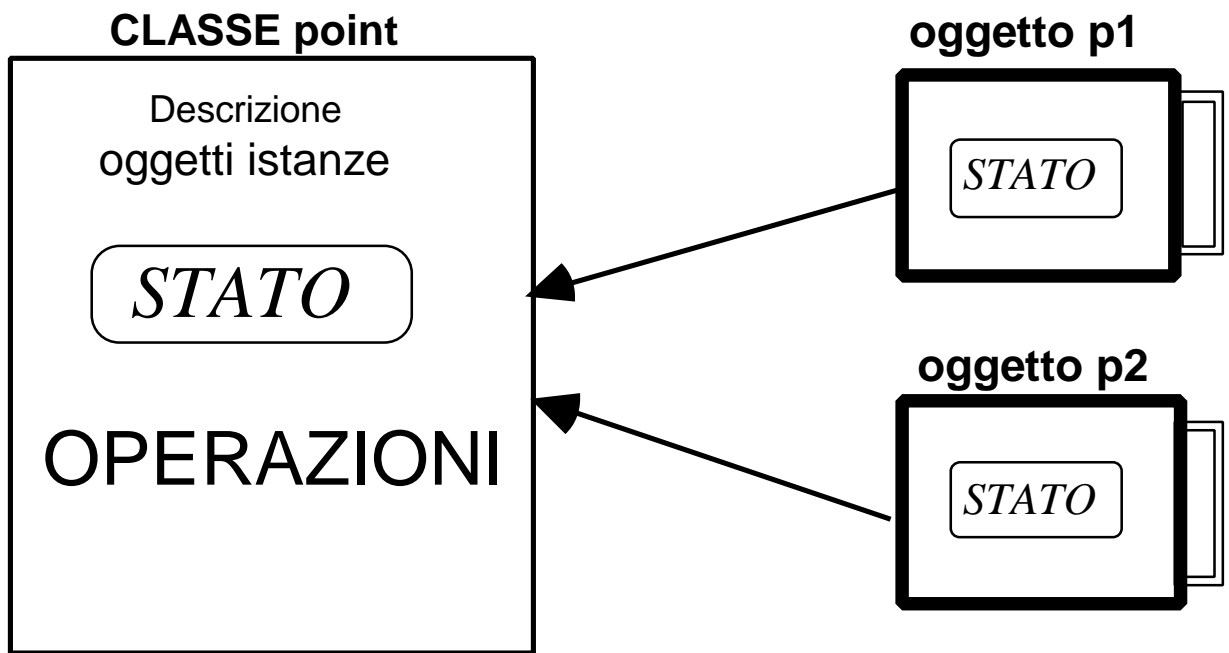 CLASSE point
Descrizione
oggetti istanze
STATO
OPERAZIONI
oggetto p1
STATO
oggetto p2
STATO